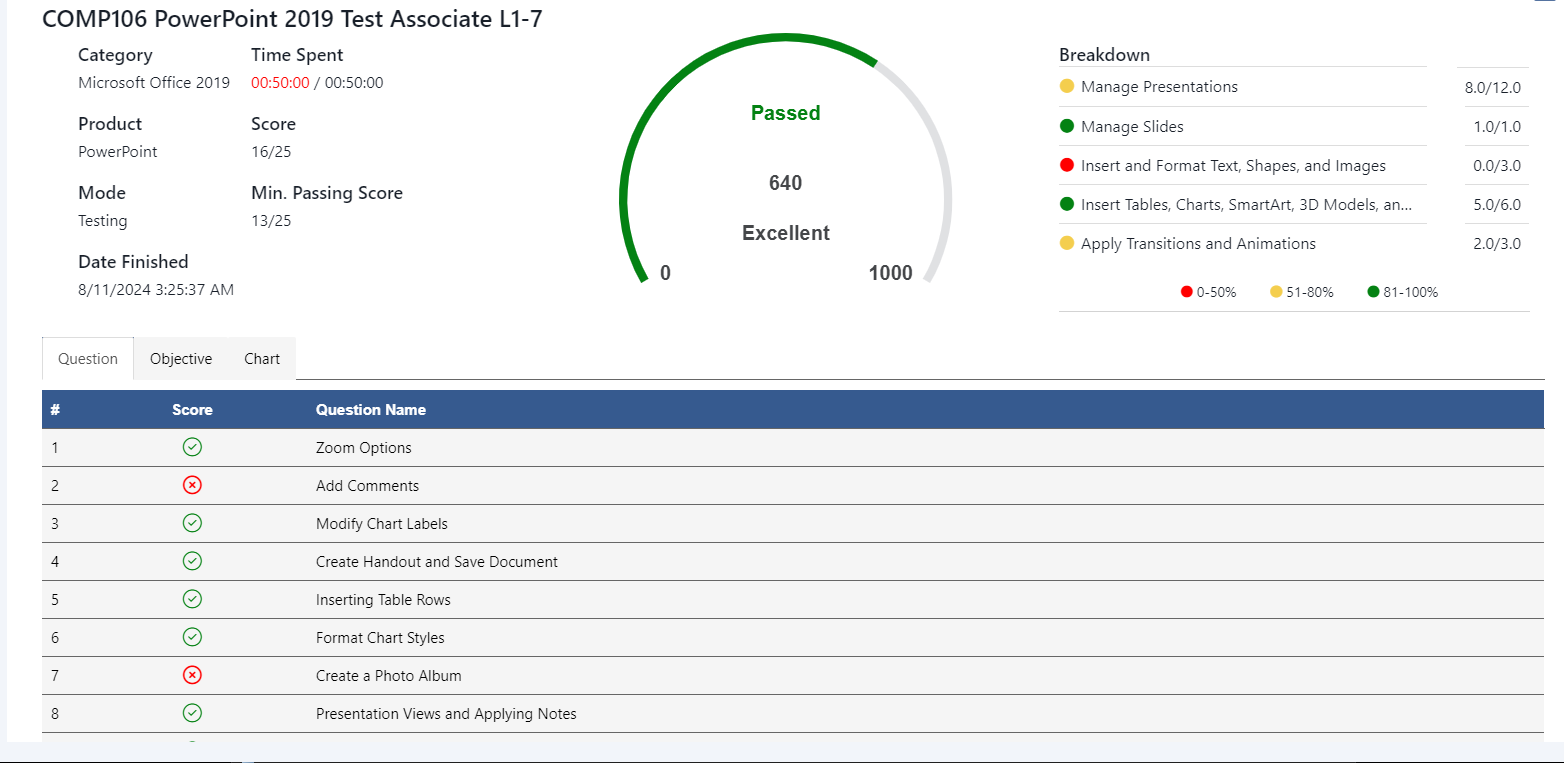 COMP106 PowerPoint 2019 Test Associate L1-7
Category
Time Spent
Microsoft Office 2019
00:50:00 / 00:50:00
Product
Score
PowerPoint
16/25
Mode
Min. Passing Score
Testing
13/25
Date Finished
8/11/2024 3:25:37 AM
Passed
640
Excellent
0
1000
Breakdown
Manage Presentations 8.0/12.0
Manage Slides 1.0/1.0
Insert and Format Text, Shapes, and Images 0.0/3.0
Insert Tables, Charts, SmartArt, 3D Models, an... 5.0/6.0
Apply Transitions and Animations 2.0/3.0
0-50% 51-80% 81-100%
Question Objective Chart
# Score Question Name
1 Zoom Options
2 Add Comments
3 Modify Chart Labels
4 Create Handout and Save Document
5 Inserting Table Rows
6 Format Chart Styles
7 Create a Photo Album
8 Presentation Views and Applying Notes